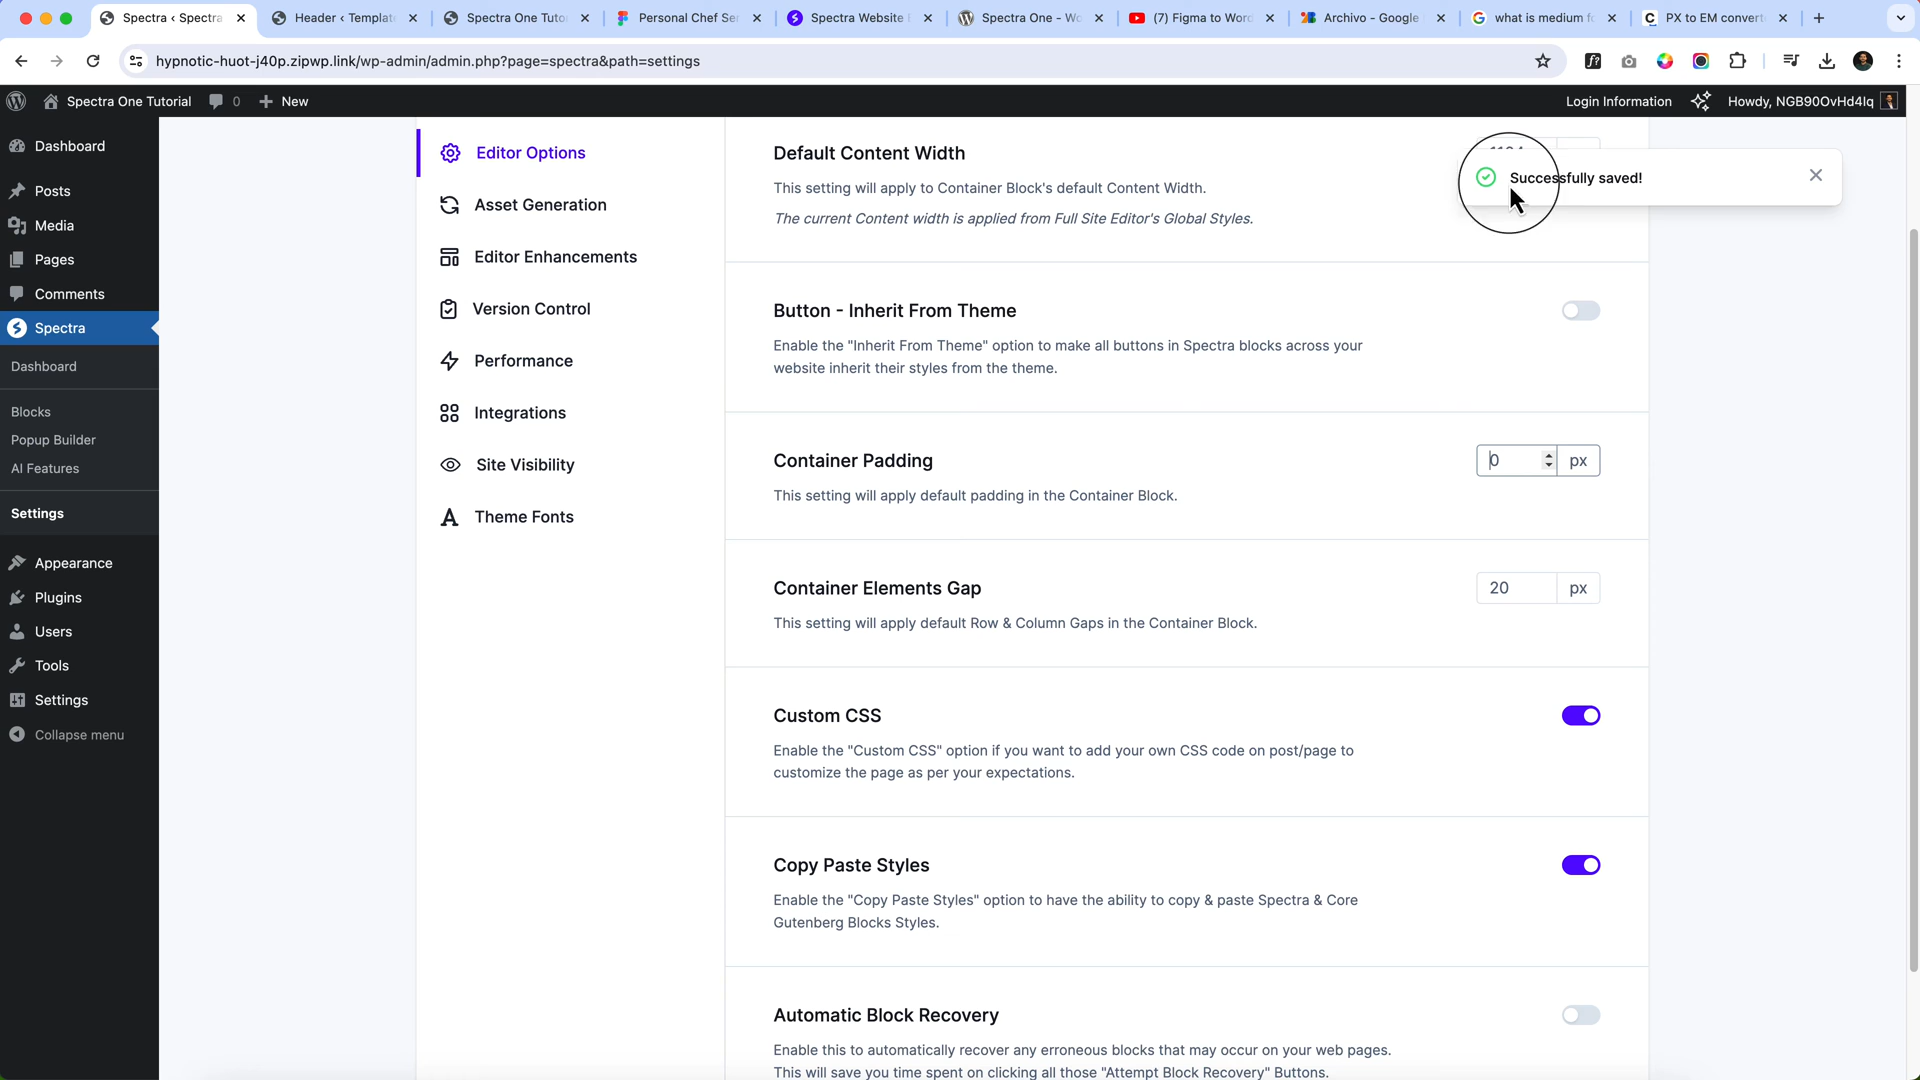 Spectra ‹ Spectra
Header ‹ Templat
Spectra One Tuto
Personal Chef Ser
Spectra Website
Spectra One - Wo
(7) Figma to Word
Archivo - Google
what is medium f
PX to EM convert
hypnotic-huot-j40p.zipwp.link/wp-admin/admin.php?page=spectra&path=settings
Spectra One Tutorial
0
New
Login Information
Howdy, NGB90OvHd4lq
Dashboard
Posts
Media
Pages
Comments
Spectra
Dashboard
Blocks
Popup Builder
AI Features
Settings
Appearance
Plugins
Users
Tools
Settings
Collapse menu
Editor Options
Asset Generation
Editor Enhancements
Version Control
Performance
Integrations
Site Visibility
Theme Fonts
Default Content Width
This setting will apply to Container Block's default Content Width.
The current Content width is applied from Full Site Editor's Global Styles.
Successfully saved!
Button - Inherit From Theme
Enable the "Inherit From Theme" option to make all buttons in Spectra blocks across your
website inherit their styles from the theme.
Container Padding
0 px
This setting will apply default padding in the Container Block.
Container Elements Gap
20 px
This setting will apply default Row & Column Gaps in the Container Block.
Custom CSS
Enable the "Custom CSS" option if you want to add your own CSS code on post/page to
customize the page as per your expectations.
Copy Paste Styles
Enable the "Copy Paste Styles" option to have the ability to copy & paste Spectra & Core
Gutenberg Blocks Styles.
Automatic Block Recovery
Enable this to automatically recover any erroneous blocks that may occur on your web pages.
This will save you time spent on clicking all those "Attempt Block Recovery" Buttons.